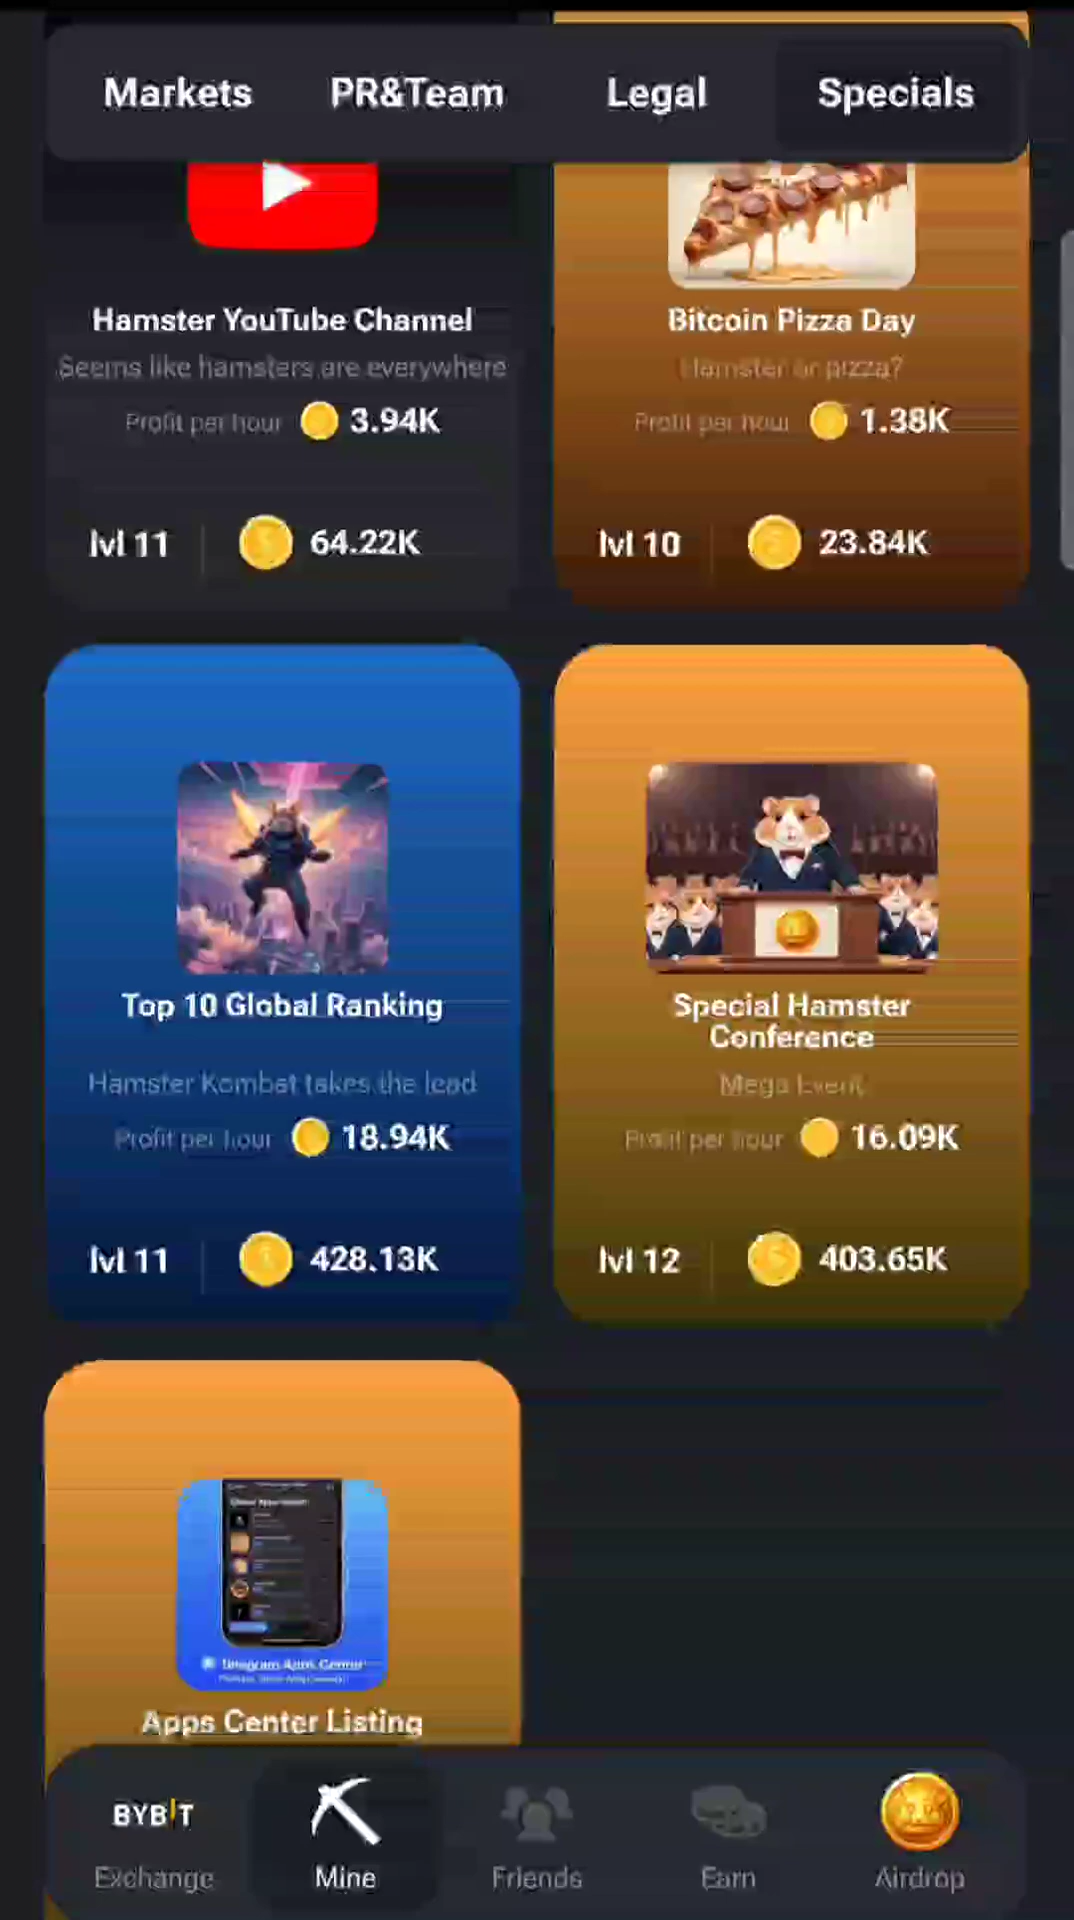 Markets PR&Team Legal Specials
Hamster YouTube Channel
Seems like hamsters are everywhere
Profit per hour 3.94K
lvl 11 64.22K
Bitcoin Pizza Day
Hamster or pizza?
Profit per hour 1.38K
lvl 10 23.84K
Top 10 Global Ranking
Hamster Kombat takes the lead
Profit per hour 18.94K
lvl 11 428.13K
Special Hamster
Conference
Mega Event
Profit per hour 16.09K
lvl 12 403.65K
Telegram Apps Center
Apps Center Listing
BYBIT
Exchange Mine Friends Earn Airdrop